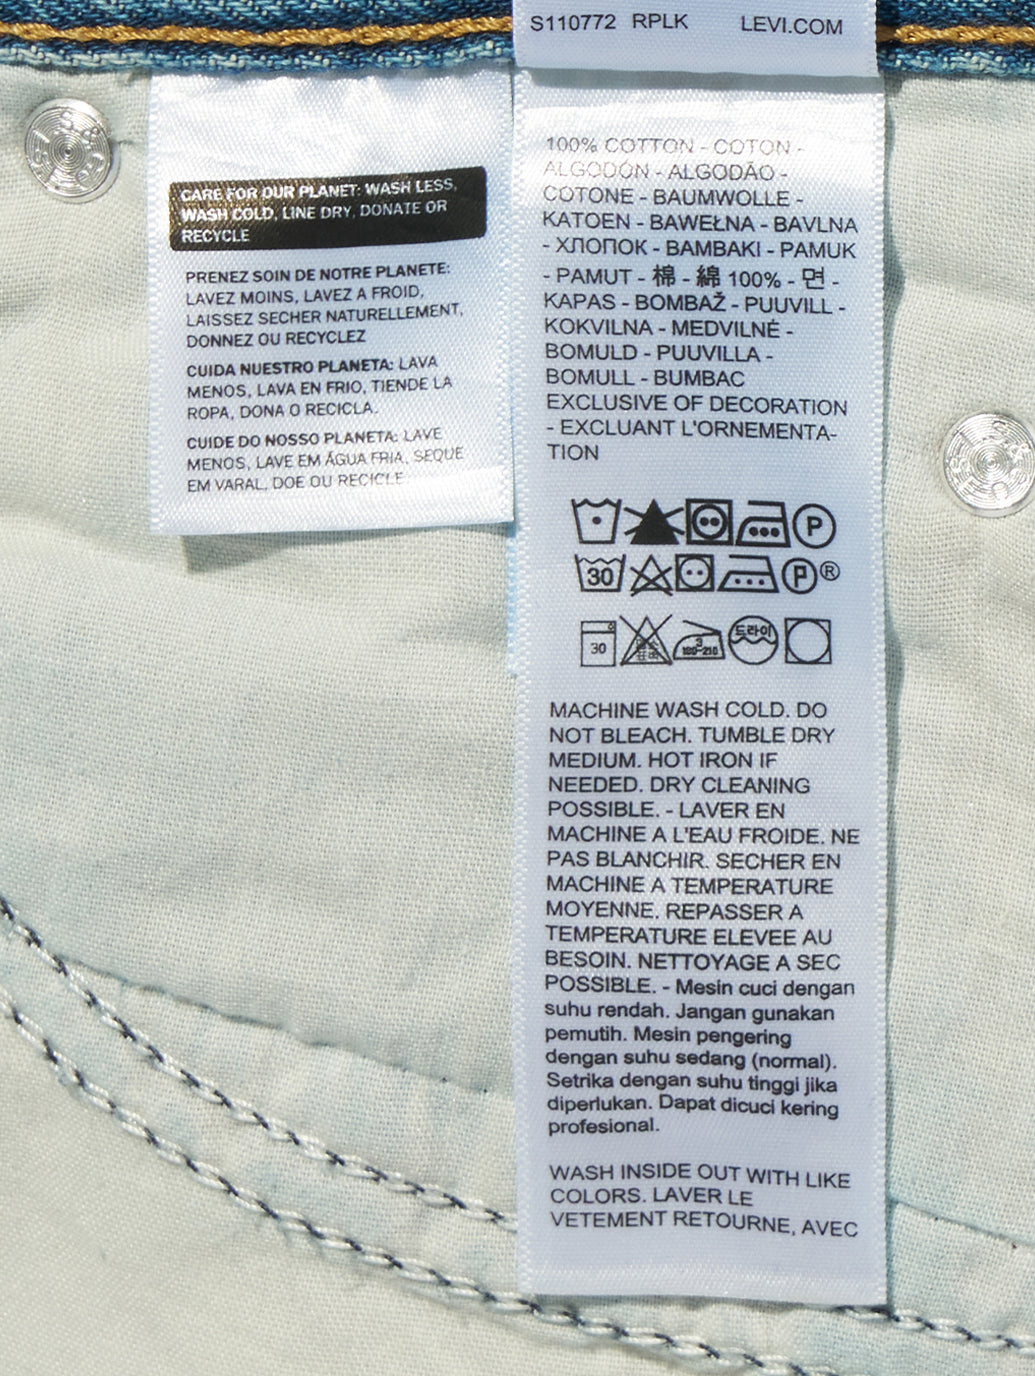 S110772 RPLK LEVI.COM
CARE FOR OUR PLANET: WASH LESS,
WASH COLD, LINE DRY, DONATE OR
RECYCLE
PRENEZ SOIN DE NOTRE PLANETE:
LAVEZ MOINS, LAVEZ A FROID,
LAISSEZ SECHER NATURELLEMENT,
DONNEZ OU RECYCLEZ
CUIDA NUESTRO PLANETA: LAVA
MENOS, LAVA EN FRIO, TIENDE LA
ROPA, DONA O RECICLA.
CUIDE DO NOSSO PLANETA: LAVE
MENOS, LAVE EM ÁGUA FRIA, SEQUE
EM VARAL, DOE OU RECICLE
100% COTTON - COTON -
ALGODÓN - ALGODÃO -
COTONE - BAUMWOLLE -
KATOEN - BAWEŁNA - BAVLNA
- ХЛОПОК - BAMBAKI - PAMUK
- PAMUT - 棉 - 綿 100% - 면 -
KAPAS - BOMBAŽ - PUUVILL -
KOKVILNA - MEDVILNĖ -
BOMULD - PUUVILLA -
BOMULL - BUMBAC
EXCLUSIVE OF DECORATION
- EXCLUANT L'ORNEMENTA-
TION
P
30 P ®
30 3 180-210 드라이
MACHINE WASH COLD. DO
NOT BLEACH. TUMBLE DRY
MEDIUM. HOT IRON IF
NEEDED. DRY CLEANING
POSSIBLE. - LAVER EN
MACHINE A L'EAU FROIDE. NE
PAS BLANCHIR. SECHER EN
MACHINE A TEMPERATURE
MOYENNE. REPASSER A
TEMPERATURE ELEVEE AU
BESOIN. NETTOYAGE A SEC
POSSIBLE. - Mesin cuci dengan
suhu rendah. Jangan gunakan
pemutih. Mesin pengering
dengan suhu sedang (normal).
Setrika dengan suhu tinggi jika
diperlukan. Dapat dicuci kering
profesional.
WASH INSIDE OUT WITH LIKE
COLORS. LAVER LE
VETEMENT RETOURNE, AVEC